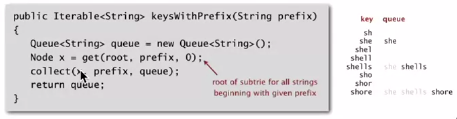 public Iterable<String> keysWithPrefix(String prefix)
{
Queue<String> queue = new Queue<String>();
Node x = get(root, prefix, 0);
collect(x, prefix, queue);
return queue;
}
root of subtrie for all strings
beginning with given prefix
key queue
sh
she she
shel
shell
shells she shells
sho
shor
shore she shells shore